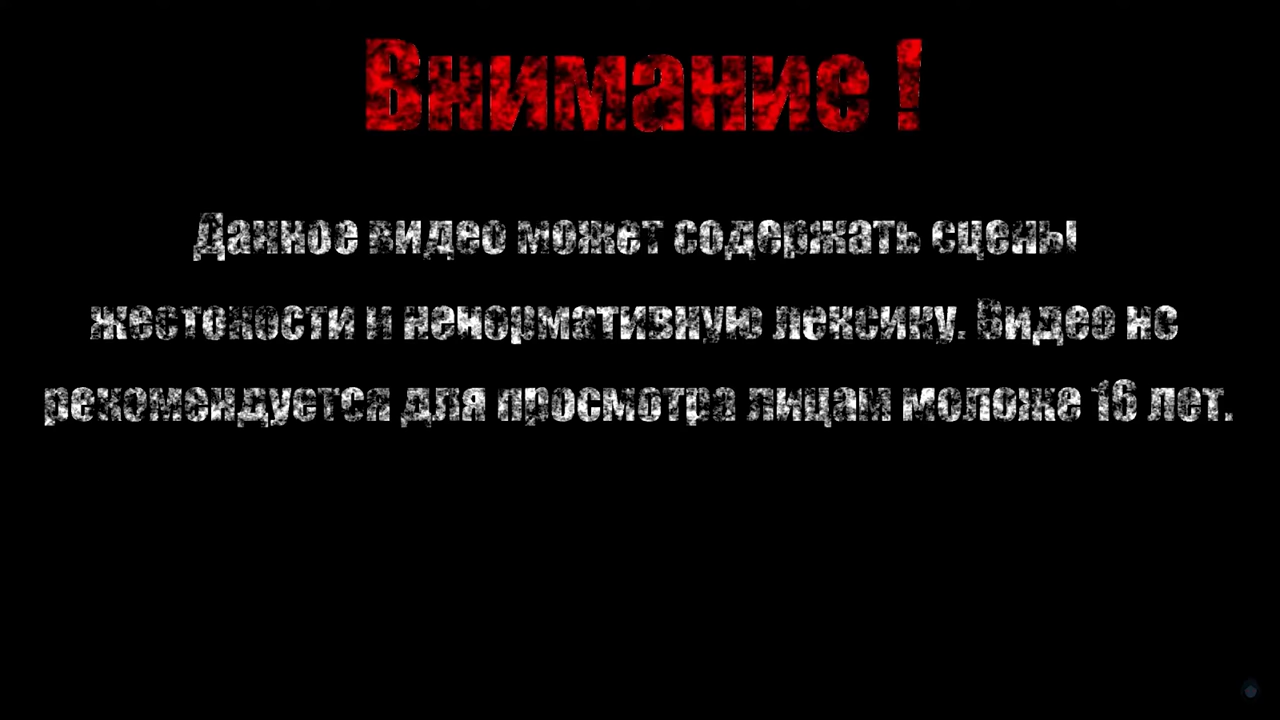 Внимание !
Данное видео может содержать сцены
жестокости и ненормативную лексику. Видео не
рекомендуется для просмотра лицам моложе 16 лет.